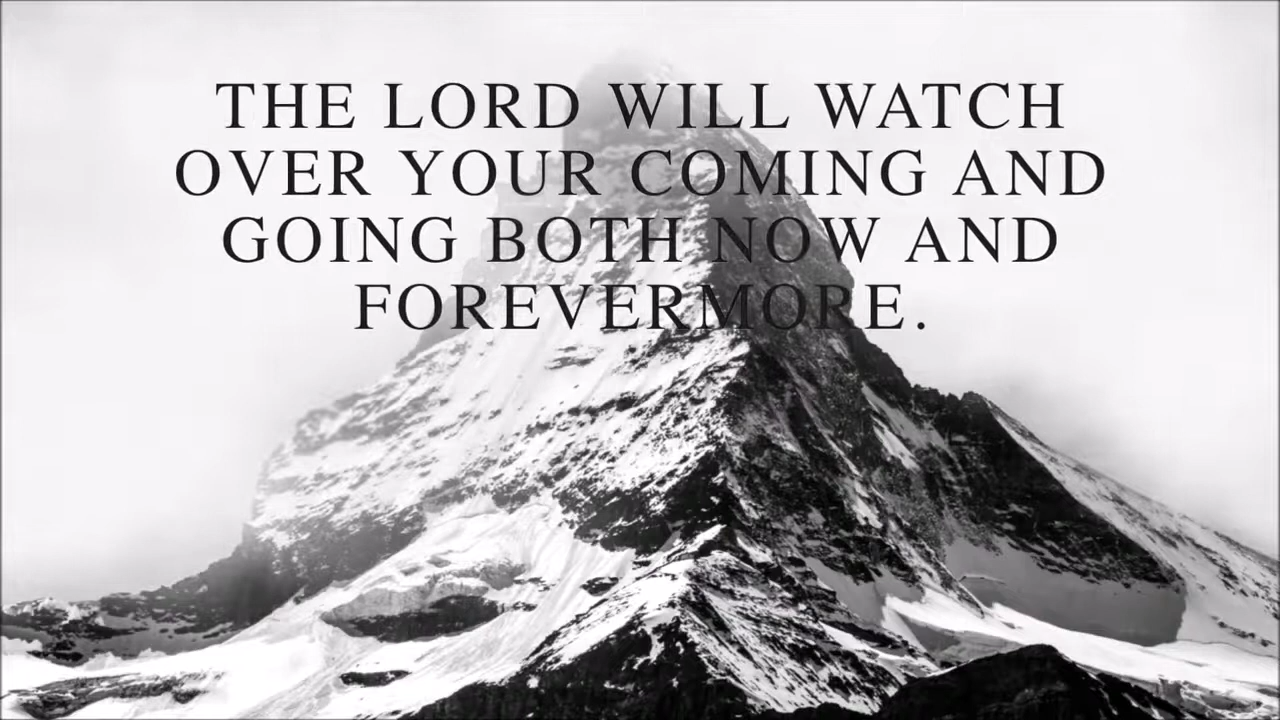 THE LORD WILL WATCH
OVER YOUR COMING AND
GOING BOTH NOW AND
FOREVERMORE.